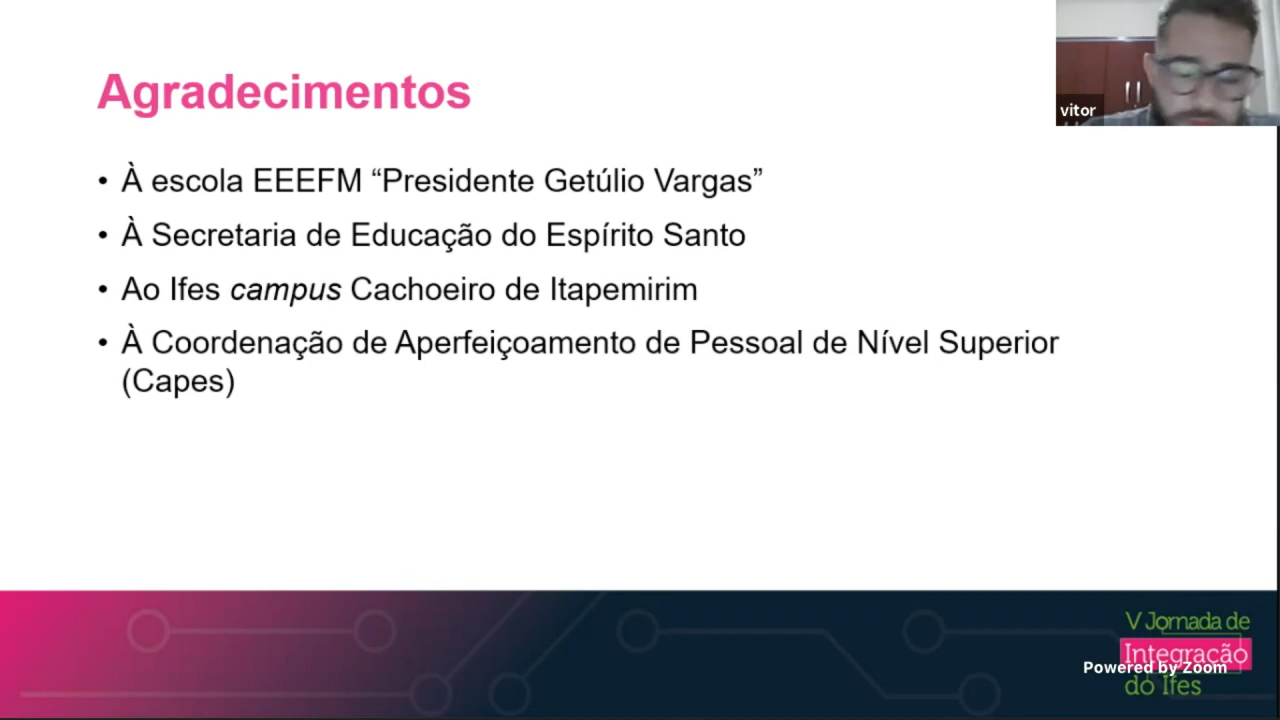 Agradecimentos
vitor
• À escola EEEFM “Presidente Getúlio Vargas”
• À Secretaria de Educação do Espírito Santo
• Ao Ifes campus Cachoeiro de Itapemirim
• À Coordenação de Aperfeiçoamento de Pessoal de Nível Superior
(Capes)
V Jornada de
Integração
Powered by Zoom
do Ifes